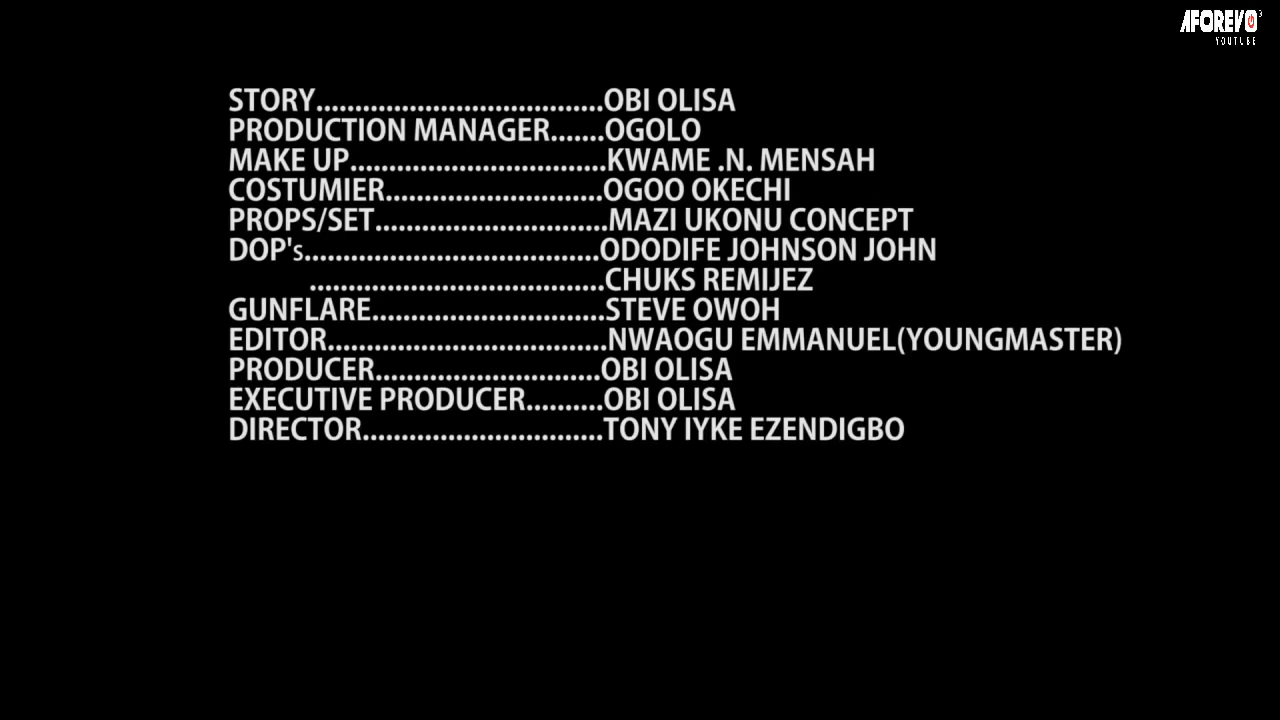 AFOREVO
YOUTUBE
STORY.....................................OBI OLISA
PRODUCTION MANAGER.......OGOLO
MAKE UP.................................KWAME .N. MENSAH
COSTUMIER............................OGOO OKECHI
PROPS/SET..............................MAZI UKONU CONCEPT
DOP's......................................ODODIFE JOHNSON JOHN
......................................CHUKS REMIJEZ
GUNFLARE..............................STEVE OWOH
EDITOR....................................NWAOGU EMMANUEL(YOUNGMASTER)
PRODUCER.............................OBI OLISA
EXECUTIVE PRODUCER..........OBI OLISA
DIRECTOR...............................TONY IYKE EZENDIGBO